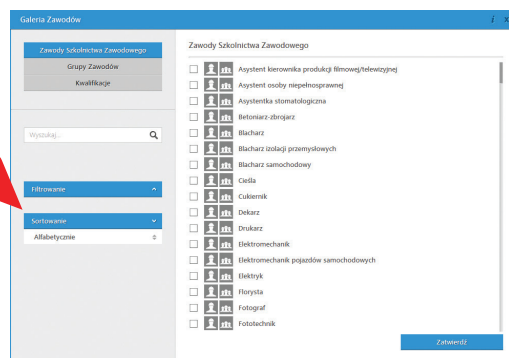 Galeria Zawodów
i x
Zawody Szkolnictwa Zawodowego
Grupy Zawodów
Kwalifikacje
Wyszukaj...
Filtrowanie
Sortowanie
Alfabetycznie
Zawody Szkolnictwa Zawodowego
Asystent kierownika produkcji filmowej/telewizyjnej
Asystent osoby niepełnosprawnej
Asystentka stomatologiczna
Betoniarz-zbrojarz
Blacharz
Blacharz izolacji przemysłowych
Blacharz samochodowy
Cieśla
Cukiernik
Dekarz
Drukarz
Elektromechanik
Elektromechanik pojazdów samochodowych
Elektryk
Florysta
Fotograf
Fototechnik
Zatwierdź